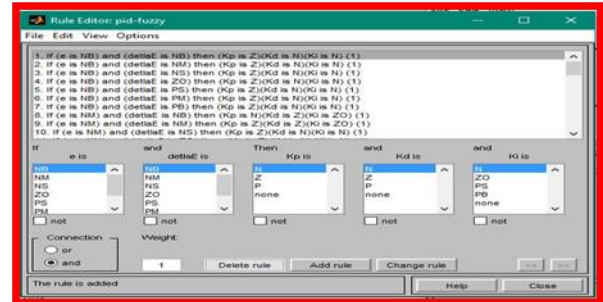 Rule Editor: pid-fuzzy
File Edit View Options
1. If (e is NB) and (detlaE is NB) then (Kp is Z)(Kd is N)(Ki is N) (1)
2. If (e is NB) and (detlaE is NM) then (Kp is Z)(Kd is N)(Ki is N) (1)
3. If (e is NB) and (detlaE is NS) then (Kp is Z)(Kd is N)(Ki is N) (1)
4. If (e is NB) and (detlaE is ZO) then (Kp is Z)(Kd is N)(Ki is N) (1)
5. If (e is NB) and (detlaE is PS) then (Kp is Z)(Kd is N)(Ki is N) (1)
6. If (e is NB) and (detlaE is PM) then (Kp is Z)(Kd is N)(Ki is N) (1)
7. If (e is NB) and (detlaE is PB) then (Kp is Z)(Kd is N)(Ki is N) (1)
8. If (e is NM) and (detlaE is NB) then (Kp is N)(Kd is Z)(Ki is ZO) (1)
9. If (e is NM) and (detlaE is NM) then (Kp is Z)(Kd is N)(Ki is ZO) (1)
10. If (e is NM) and (detlaE is NS) then (Kp is Z)(Kd is N)(Ki is N) (1)
If and Then and and
e is detlaE is Kp is Kd is Ki is
NB NB N N N
NM NM Z Z ZO
NS NS P P PS
ZO ZO none none PB
PS PS none
PM PM
not not not not not
Connection Weight:
or
and 1 Delete rule Add rule Change rule << >>
The rule is added Help Close